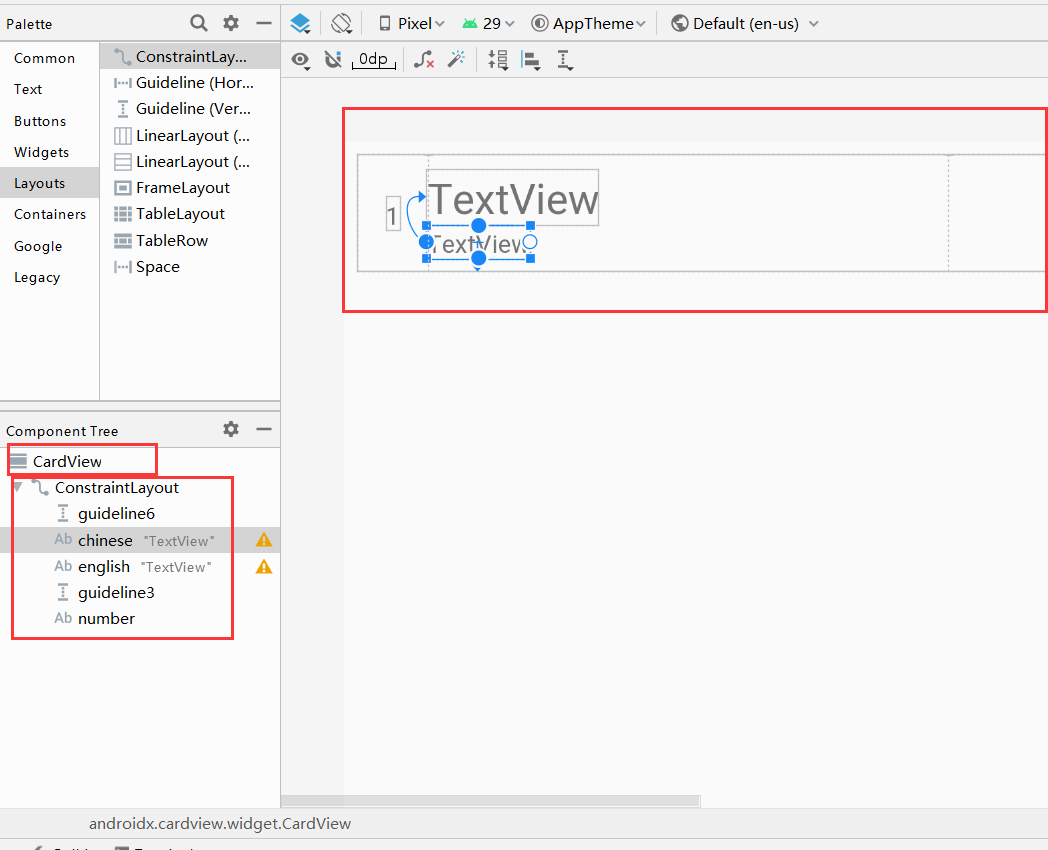 Palette
Pixel 29 AppTheme Default (en-us)
Common
Text
Buttons
Widgets
Layouts
Containers
Google
Legacy
ConstraintLay...
Guideline (Hor...
Guideline (Ver...
LinearLayout (...
LinearLayout (...
FrameLayout
TableLayout
TableRow
Space
0dp
1
TextView
TextView
Component Tree
CardView
ConstraintLayout
guideline6
Ab chinese "TextView"
Ab english "TextView"
guideline3
Ab number
androidx.cardview.widget.CardView